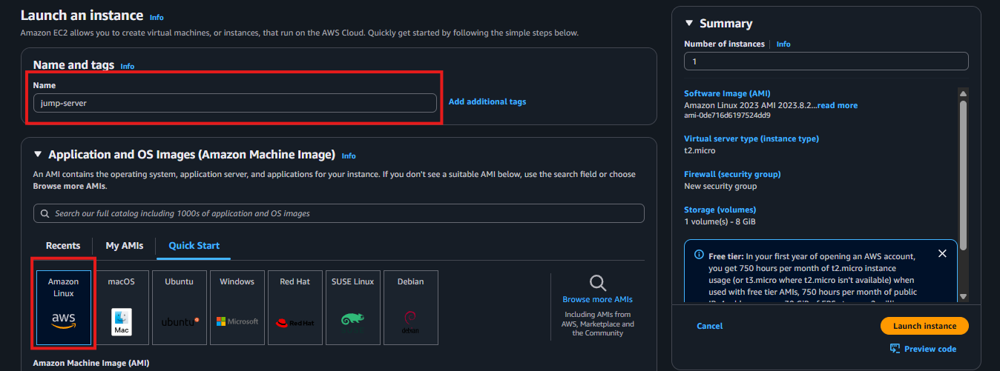 Launch an instance Info
Amazon EC2 allows you to create virtual machines, or instances, that run on the AWS Cloud. Quickly get started by following the simple steps below.
Name and tags Info
Name
jump-server
Add additional tags
Application and OS Images (Amazon Machine Image) Info
An AMI contains the operating system, application server, and applications for your instance. If you don't see a suitable AMI below, use the search field or choose
Browse more AMIs.
Search our full catalog including 1000s of application and OS images
Recents
My AMIs
Quick Start
Amazon
Linux
aws
macOS
Mac
Ubuntu
ubuntu
Windows
Microsoft
Red Hat
Red Hat
SUSE Linux
Debian
debian
Browse more AMIs
Including AMIs from
AWS, Marketplace and
the Community
Amazon Machine Image (AMI)
Summary
Number of instances Info
1
Software Image (AMI)
Amazon Linux 2023 AMI 2023.8.2...read more
ami-0de716d6197524dd9
Virtual server type (instance type)
t2.micro
Firewall (security group)
New security group
Storage (volumes)
1 volume(s) - 8 GiB
Free tier: In your first year of opening an AWS account,
you get 750 hours per month of t2.micro instance
usage (or t3.micro where t2.micro isn't available) when
used with free tier AMIs, 750 hours per month of public
Cancel
Launch instance
Preview code